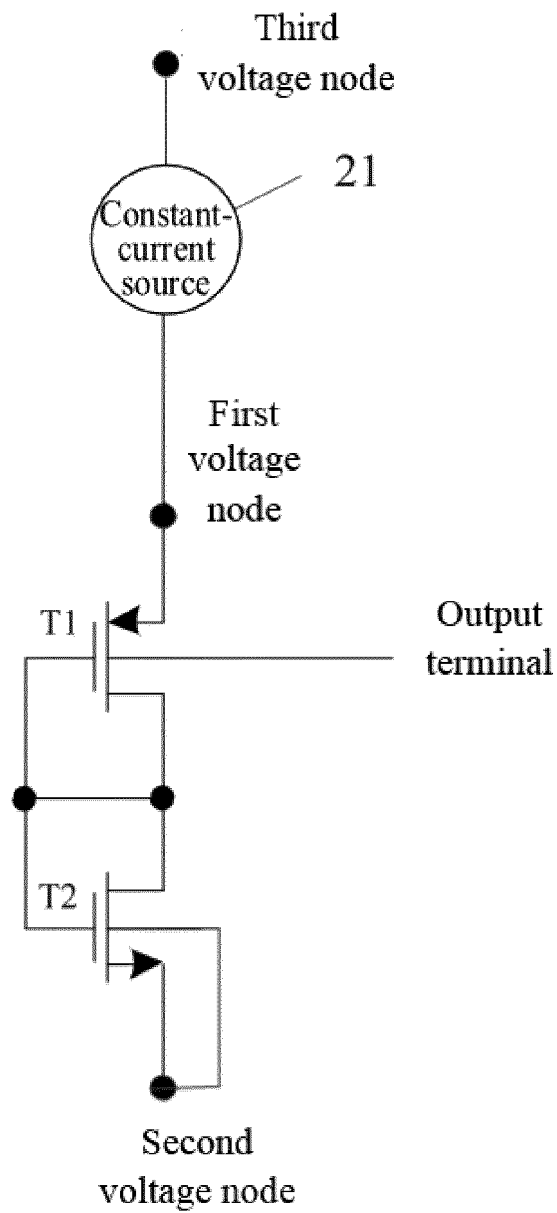 Third
voltage node
21
Constant-
current
source
First
voltage
node
T1
Output
terminal
T2
Second
voltage node